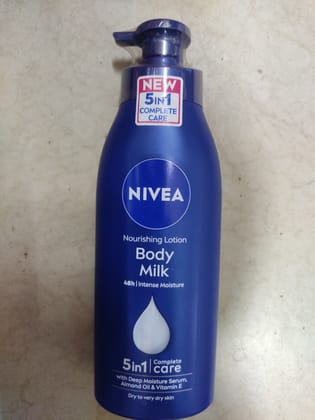 NEW
5IN1
COMPLETE
CARE
NIVEA
Nourishing Lotion
Body
Milk
48h | Intense Moisture
5in1 | Complete care
with Deep Moisture Serum,
Almond Oil & Vitamin E
Dry to very dry skin